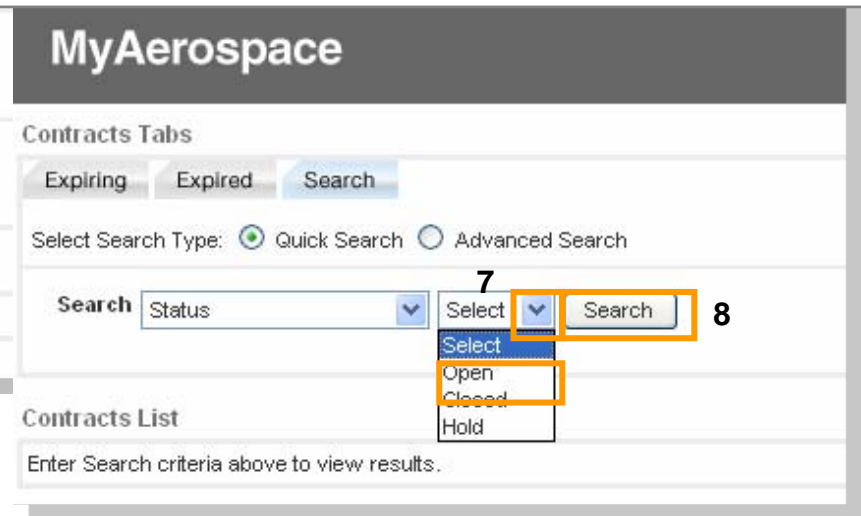 MyAerospace
Contracts Tabs
Expiring Expired Search
Select Search Type: Quick Search Advanced Search
7
Search Status Select Search 8
Select
Open
Closed
Hold
Contracts List
Enter Search criteria above to view results.